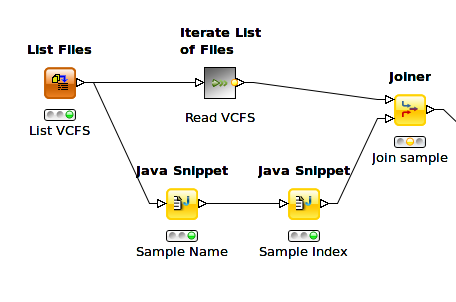 List Files
List VCFS
Iterate List
of Files
Read VCFS
Java Snippet
Sample Name
Java Snippet
Sample Index
Joiner
Join sample